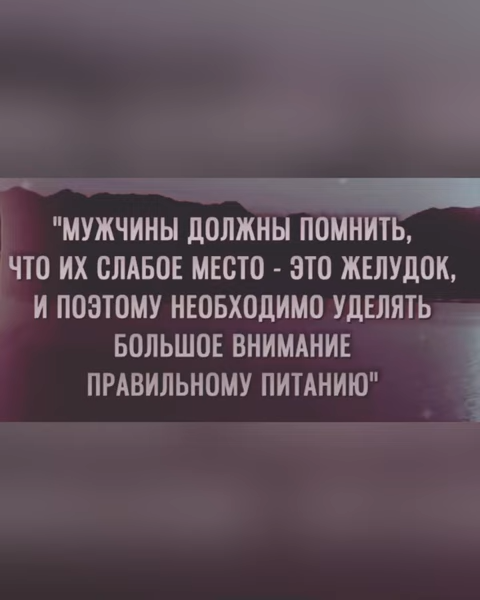 "МУЖЧИНЫ ДОЛЖНЫ ПОМНИТЬ,
ЧТО ИХ СЛАБОЕ МЕСТО - ЭТО ЖЕЛУДОК,
И ПОЭТОМУ НЕОБХОДИМО УДЕЛЯТЬ
БОЛЬШОЕ ВНИМАНИЕ
ПРАВИЛЬНОМУ ПИТАНИЮ"